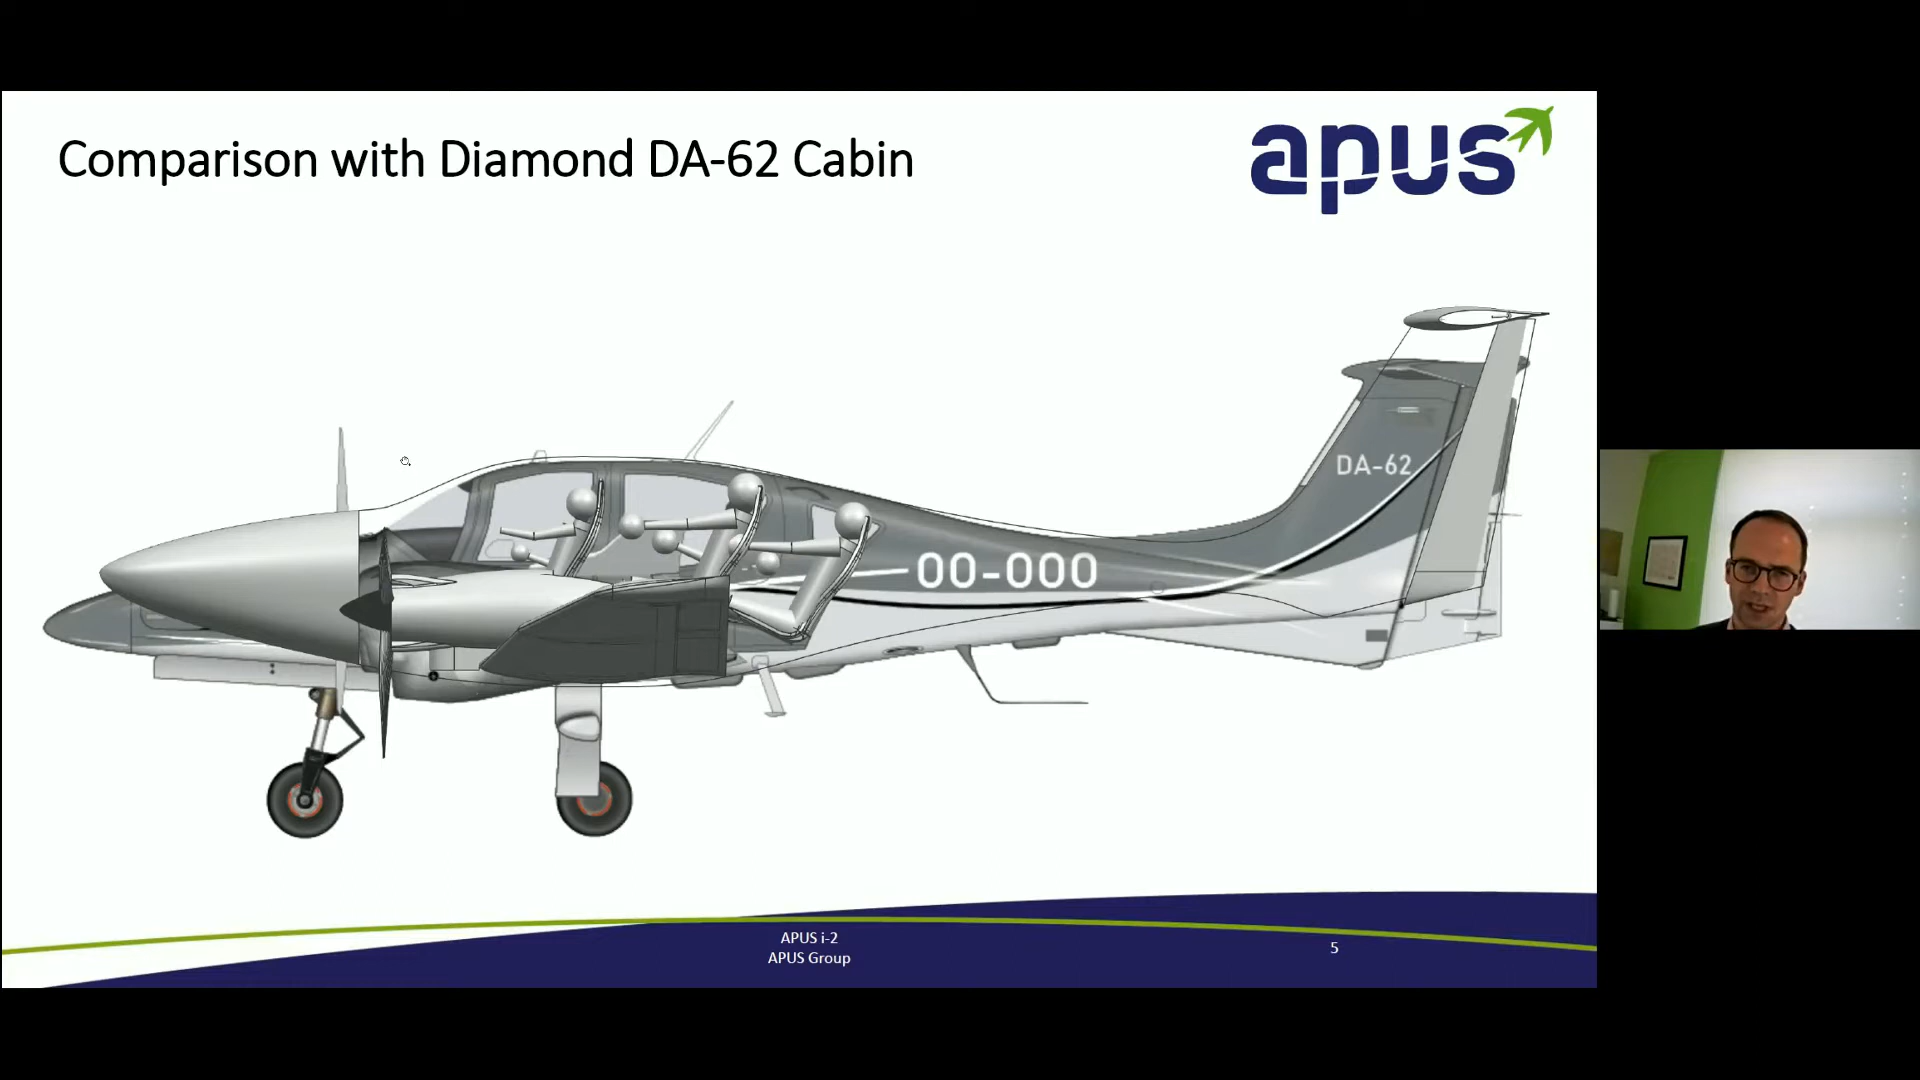 Comparison with Diamond DA-62 Cabin
apus
DA-62
OO-OOO
APUS i-2
APUS Group
5